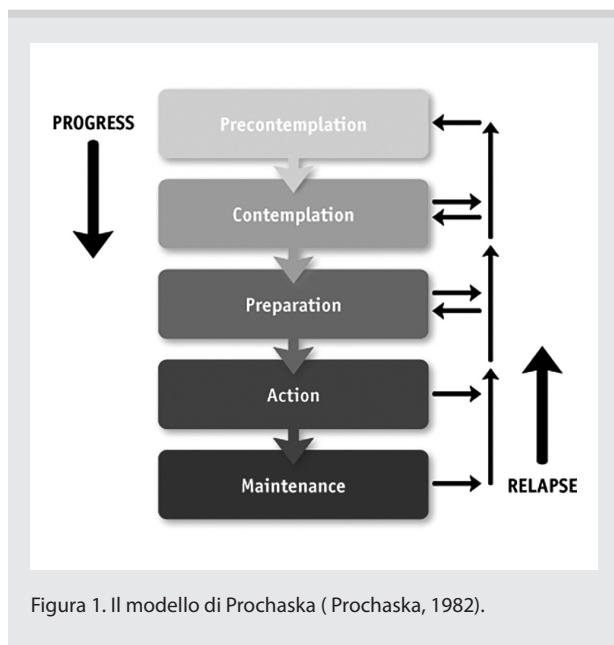 PROGRESS
Precontemplation
Contemplation
Preparation
Action
Maintenance
RELAPSE
Figura 1. Il modello di Prochaska ( Prochaska, 1982).